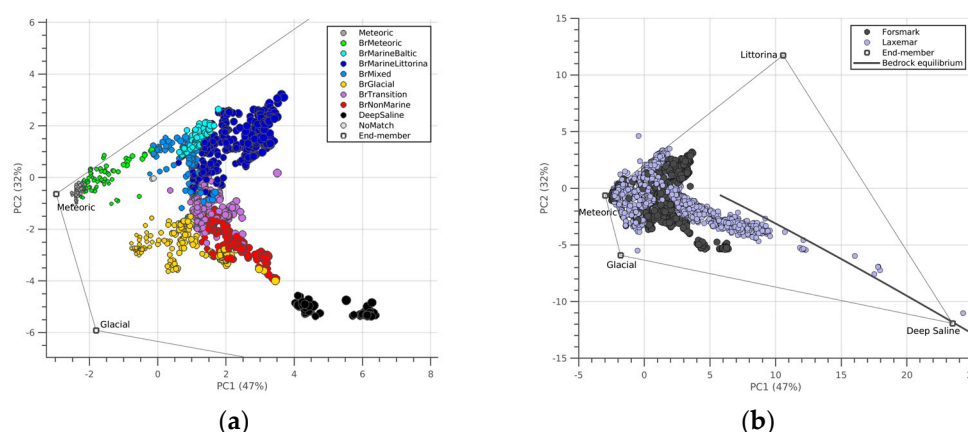 6
4
2
0
-2
-4
-6
-2
0
2
4
6
8
PC2 (32%)
PC1 (47%)
Meteoric
BrMeteoric
BrMarineBaltic
BrMarineLittorina
BrMixed
BrGlacial
BrTransition
BrNonMarine
DeepSaline
NoMatch
End-member
Meteoric
Glacial
(a)
15
10
5
0
-5
-10
-15
-5
0
5
10
15
20
PC2 (32%)
PC1 (47%)
Forsmark
Laxemar
End-member
Bedrock equilibrium
Littorina
Meteoric
Glacial
Deep Saline
(b)